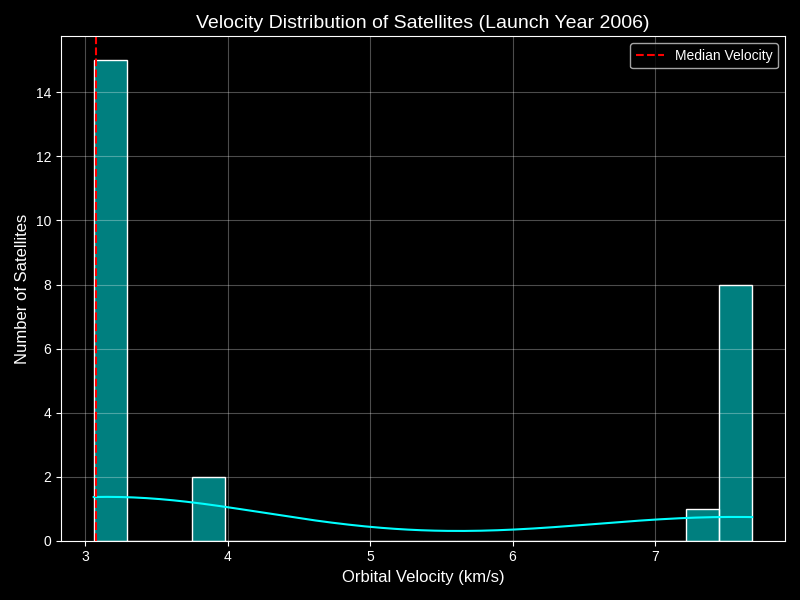 Velocity Distribution of Satellites (Launch Year 2006)
Median Velocity
Number of Satellites
14
12
10
8
6
4
2
0
3 4 5 6 7
Orbital Velocity (km/s)